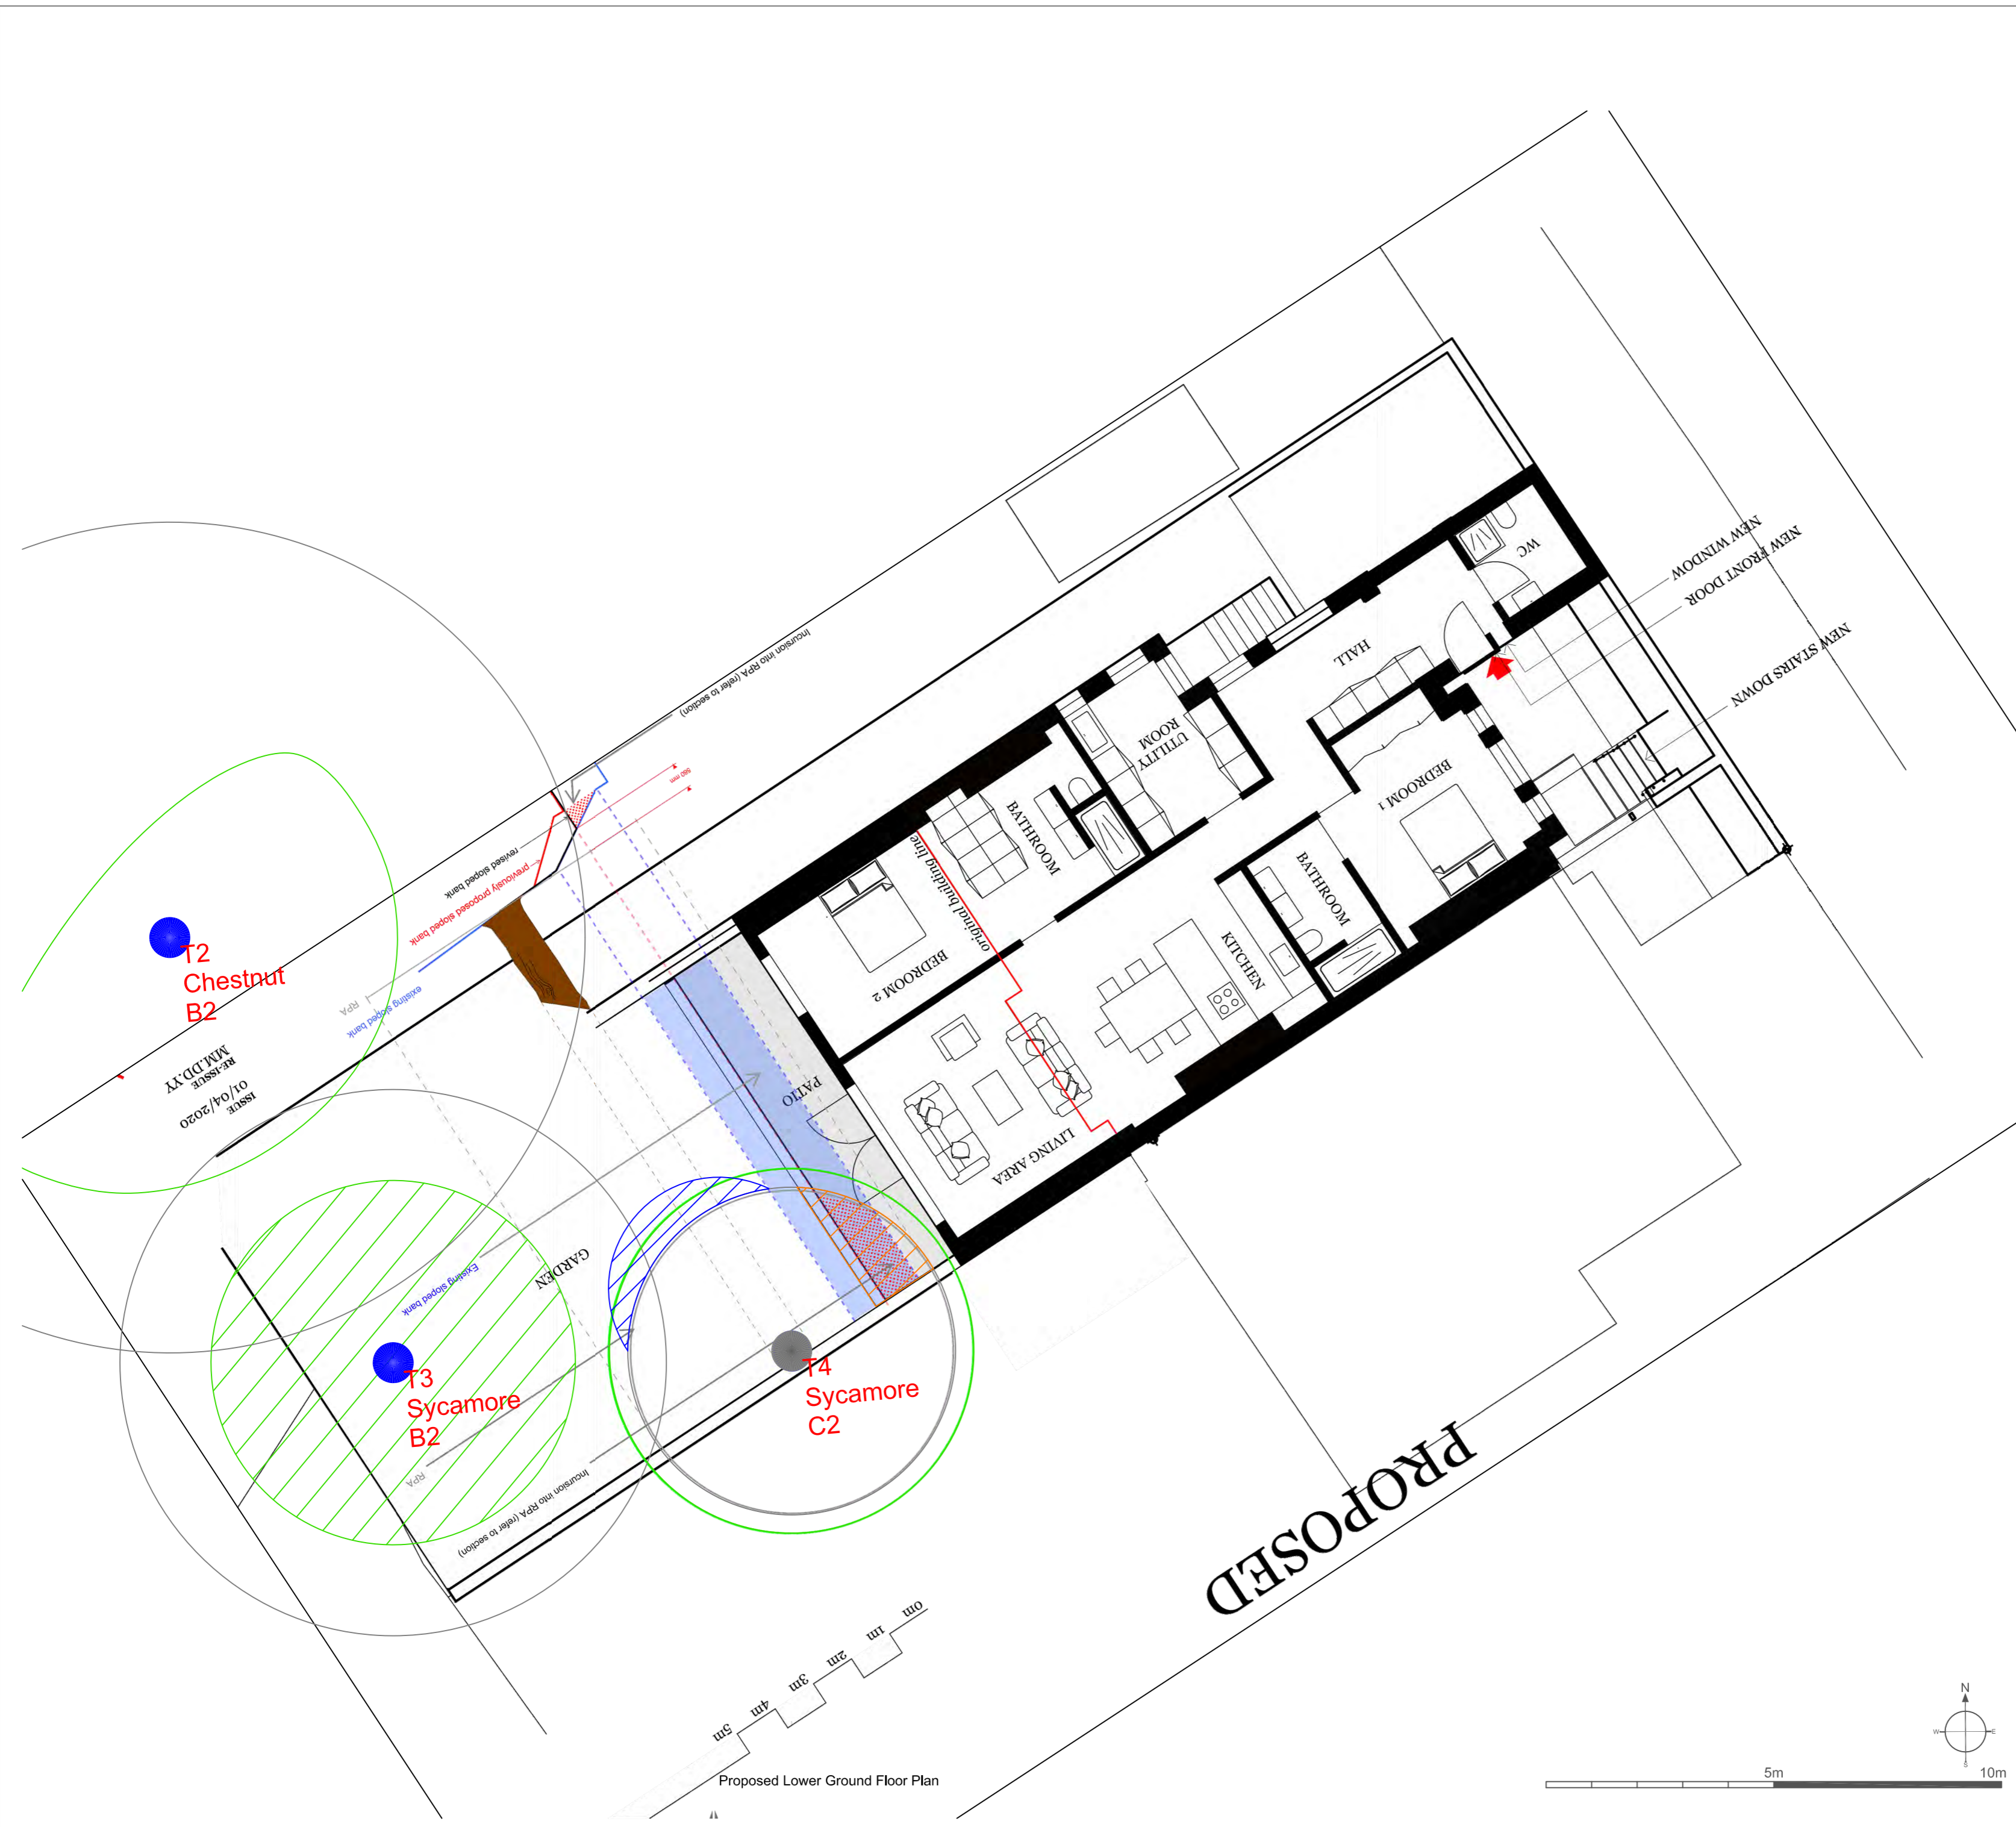 NEW WINDOW
NEW FRONT DOOR
NEW STAIRS DOWN
WC
HALL
UTILITY
ROOM
BEDROOM 1
BATHROOM
BATHROOM
KITCHEN
BEDROOM 2
LIVING AREA
original building line
PATIO
GARDEN
Incursion into RPA (refer to section)
560 mm
revised sloped bank
previously proposed sloped bank
existing sloped bank
RPA
T2
Chestnut
B2
ISSUE
01/04/2020
RE-ISSUE
MM.DD.YY
Existing sloped bank
T3
Sycamore
B2
RPA
Incursion into RPA (refer to section)
T4
Sycamore
C2
PROPOSED
0m
1m
2m
3m
4m
5m
Proposed Lower Ground Floor Plan
N
W
E
S
5m
10m